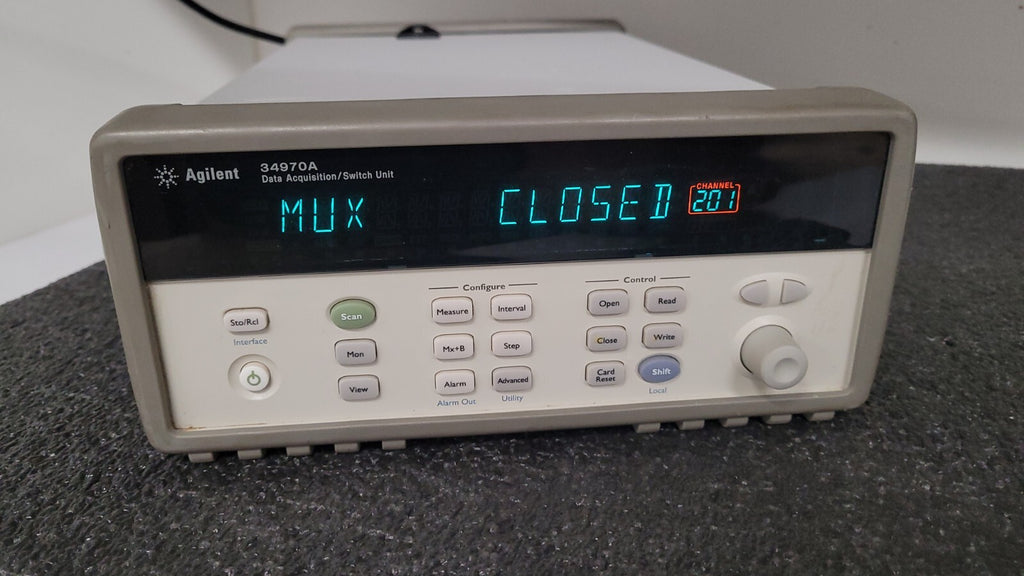 Agilent 34970A
Data Acquisition/Switch Unit
MUX CLOSED CHANNEL 201
Configure Control
Sto/Rcl Scan Measure Interval Open Read
Interface
Mon Mx+B Step Close Write
View Alarm Advanced Card Reset Shift
Alarm Out Utility Local